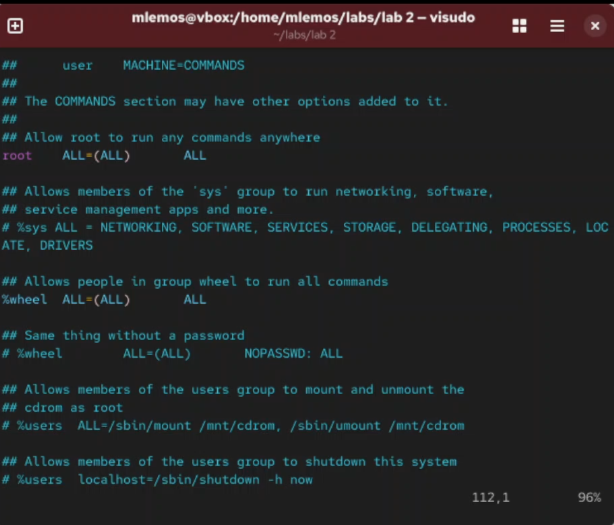 mlemos@vbox:/home/mlemos/labs/lab 2 — visudo
~/labs/lab 2
## user MACHINE=COMMANDS
##
## The COMMANDS section may have other options added to it.
##
## Allow root to run any commands anywhere
root ALL=(ALL) ALL
## Allows members of the 'sys' group to run networking, software,
## service management apps and more.
# %sys ALL = NETWORKING, SOFTWARE, SERVICES, STORAGE, DELEGATING, PROCESSES, LOC
ATE, DRIVERS
## Allows people in group wheel to run all commands
%wheel ALL=(ALL) ALL
## Same thing without a password
# %wheel ALL=(ALL) NOPASSWD: ALL
## Allows members of the users group to mount and unmount the
## cdrom as root
# %users ALL=/sbin/mount /mnt/cdrom, /sbin/umount /mnt/cdrom
## Allows members of the users group to shutdown this system
# %users localhost=/sbin/shutdown -h now
112,1 96%